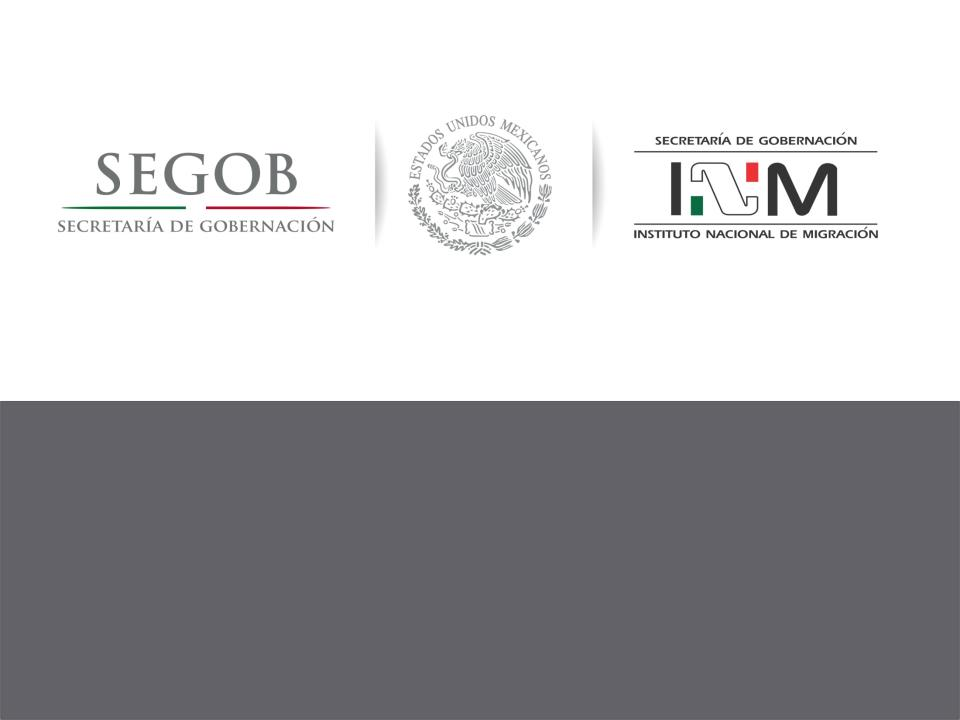 SEGOB
SECRETARÍA DE GOBERNACIÓN
ESTADOS UNIDOS MEXICANOS
SECRETARÍA DE GOBERNACIÓN
INM
INSTITUTO NACIONAL DE MIGRACIÓN